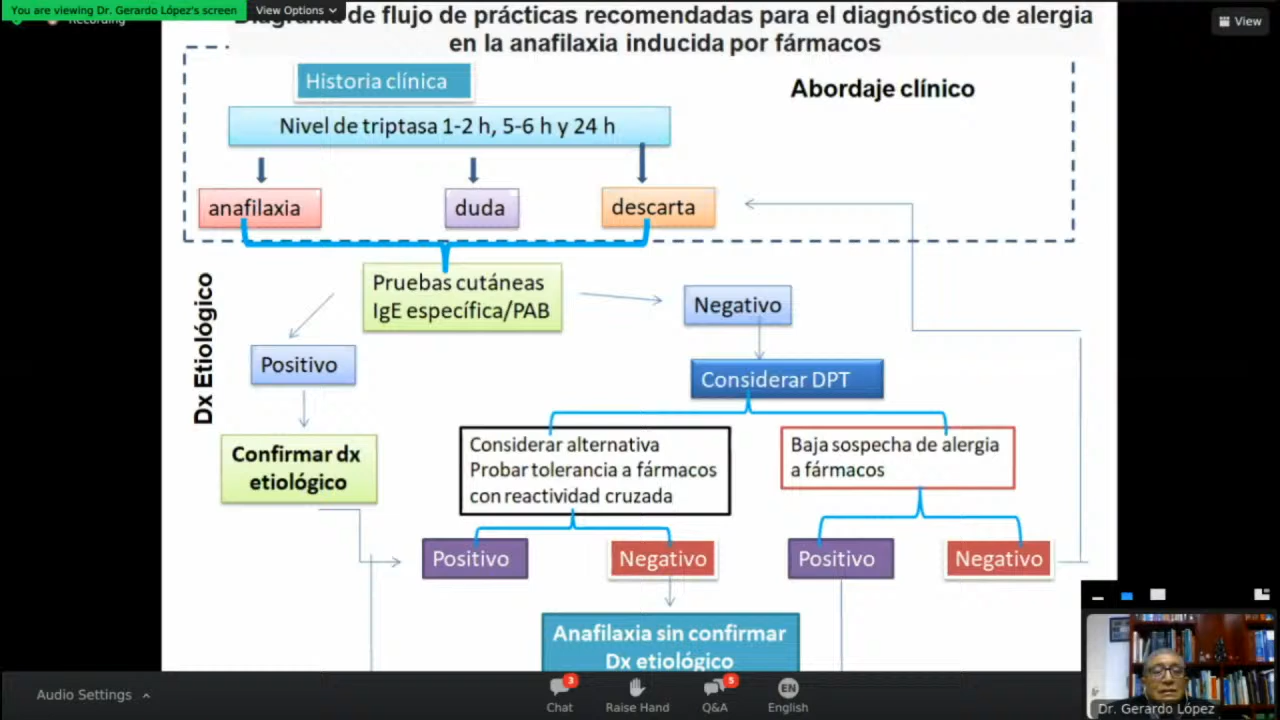 You are viewing Dr. Gerardo López's screen
View Options
Recording
View
Diagrama de flujo de prácticas recomendadas para el diagnóstico de alergia
en la anafilaxia inducida por fármacos
Historia clínica
Abordaje clínico
Nivel de triptasa 1-2 h, 5-6 h y 24 h
anafilaxia
duda
descarta
Dx Etiológico
Pruebas cutáneas
IgE específica/PAB
Negativo
Positivo
Considerar DPT
Confirmar dx
etiológico
Considerar alternativa
Probar tolerancia a fármacos
con reactividad cruzada
Baja sospecha de alergia
a fármacos
Positivo
Negativo
Positivo
Negativo
Anafilaxia sin confirmar
Dx etiológico
Audio Settings
3
Chat
Raise Hand
5
Q&A
EN
English
Dr. Gerardo López